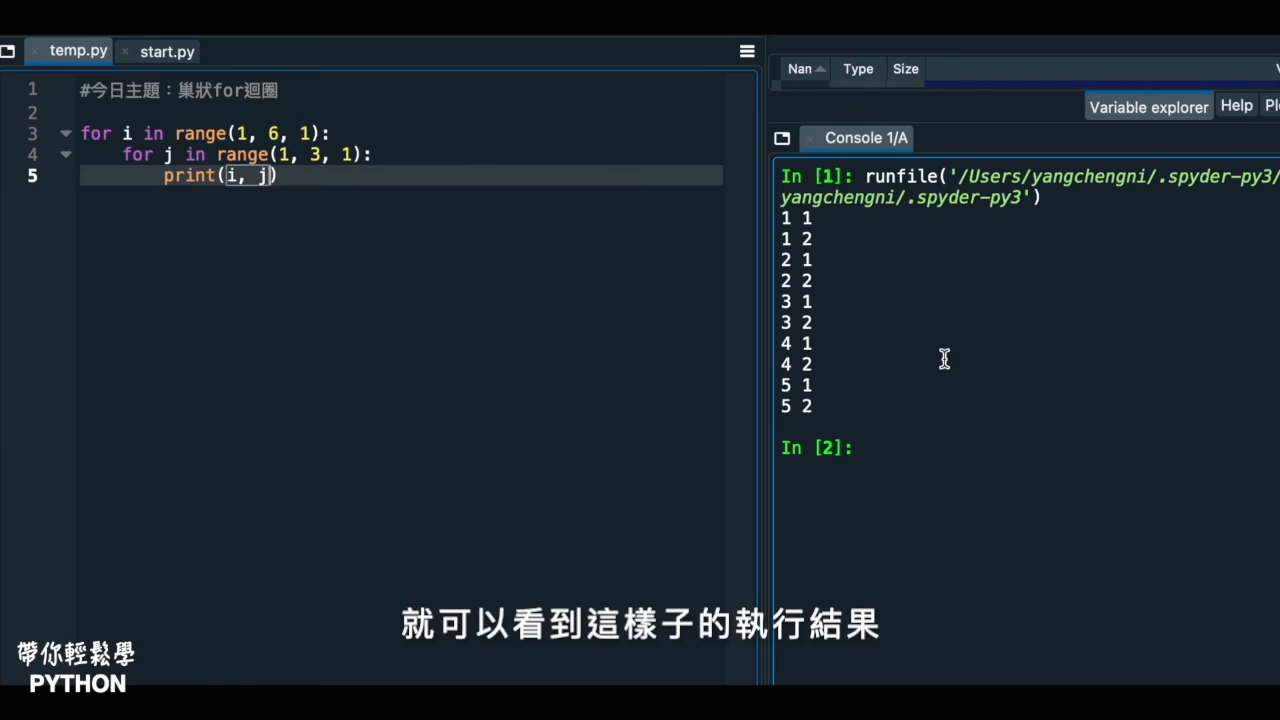 temp.py
start.py
1 #今日主題：巢狀for迴圈
2
3 for i in range(1, 6, 1):
4 for j in range(1, 3, 1):
5 print(i, j)
Nan Type Size
Variable explorer Help
Console 1/A
In [1]: runfile('/Users/yangchengni/.spyder-py3/
yangchengni/.spyder-py3')
1 1
1 2
2 1
2 2
3 1
3 2
4 1
4 2
5 1
5 2
In [2]:
就可以看到這樣子的執行結果
帶你輕鬆學
PYTHON